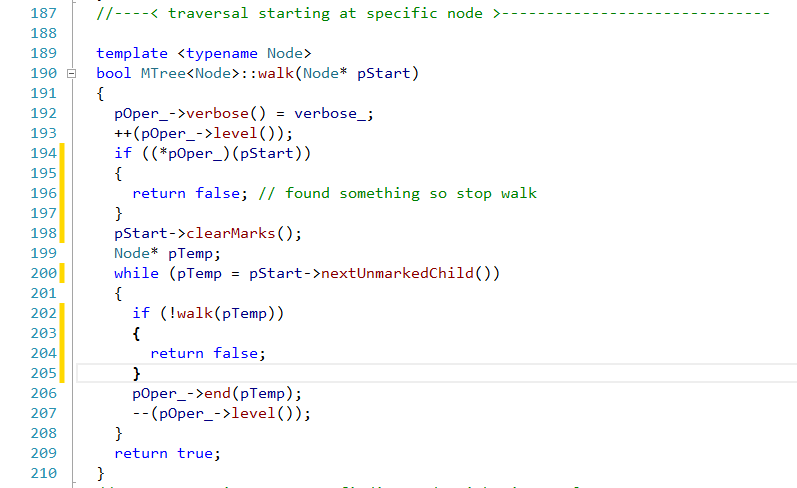 187 //----< traversal starting at specific node >------------------------------
188
189 template <typename Node>
190 bool MTree<Node>::walk(Node* pStart)
191 {
192 pOper_->verbose() = verbose_;
193 ++(pOper_->level());
194 if ((*pOper_)(pStart))
195 {
196 return false; // found something so stop walk
197 }
198 pStart->clearMarks();
199 Node* pTemp;
200 while (pTemp = pStart->nextUnmarkedChild())
201 {
202 if (!walk(pTemp))
203 {
204 return false;
205 }
206 pOper_->end(pTemp);
207 --(pOper_->level());
208 }
209 return true;
210 }